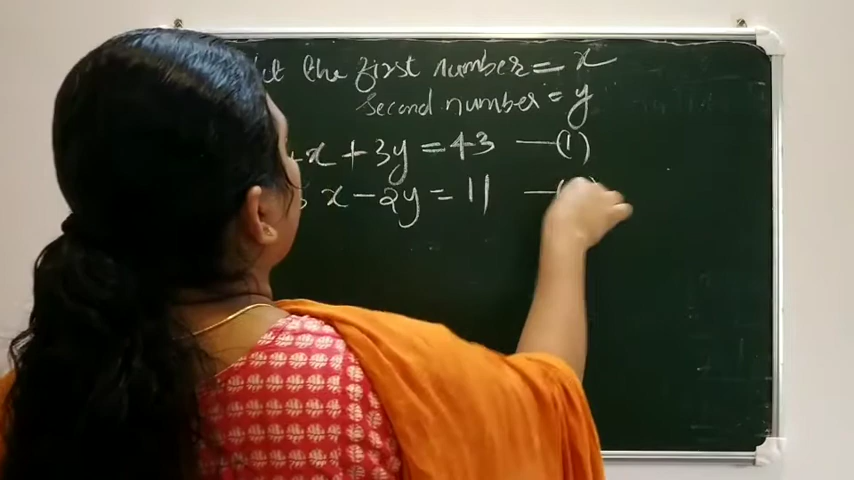 the first number = x
Second number = y
x + 3y = 43 —(1)
x - 2y = 11 —(